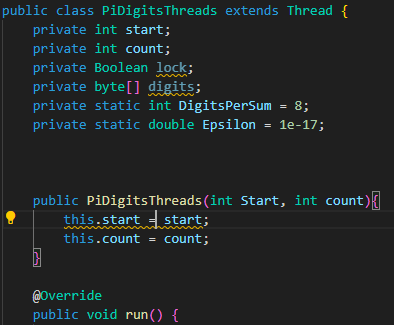 public class PiDigitsThreads extends Thread {
private int start;
private int count;
private Boolean lock;
private byte[] digits;
private static int DigitsPerSum = 8;
private static double Epsilon = 1e-17;
public PiDigitsThreads(int Start, int count){
this.start = start;
this.count = count;
}
@Override
public void run() {